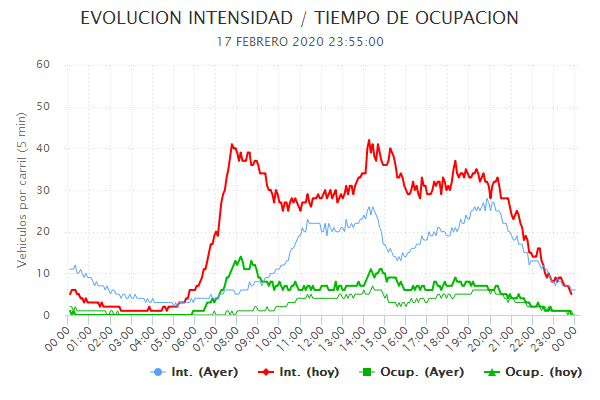 EVOLUCION INTENSIDAD / TIEMPO DE OCUPACION
17 FEBRERO 2020 23:55:00
Vehiculos por carril (5 min)
60
50
40
30
20
10
0
00:00 01:00 02:00 03:00 04:00 05:00 06:00 07:00 08:00 09:00 10:00 11:00 12:00 13:00 14:00 15:00 16:00 17:00 18:00 19:00 20:00 21:00 22:00 23:00 00:00
Int. (Ayer) Int. (hoy) Ocup. (Ayer) Ocup. (hoy)